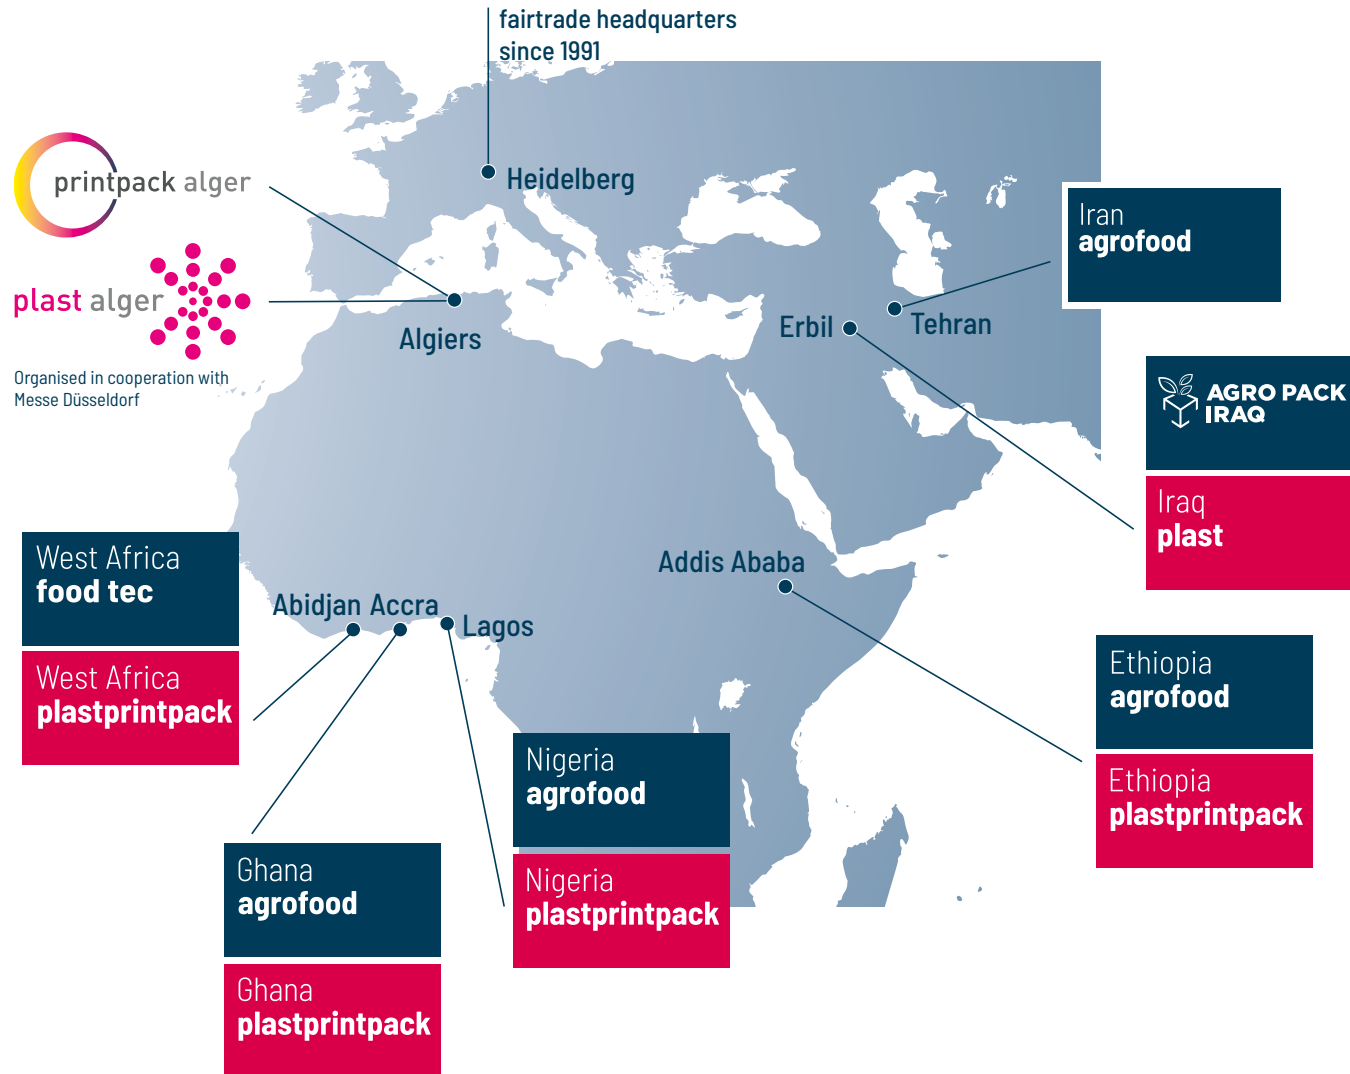 fairtrade headquarters
since 1991
Heidelberg
printpack alger
plast alger
Organised in cooperation with
Messe Düsseldorf
Algiers
Erbil
Tehran
Iran
agrofood
AGRO PACK
IRAQ
Iraq
plast
West Africa
food tec
West Africa
plastprintpack
Abidjan
Accra
Lagos
Addis Ababa
Ethiopia
agrofood
Ethiopia
plastprintpack
Nigeria
agrofood
Nigeria
plastprintpack
Ghana
agrofood
Ghana
plastprintpack